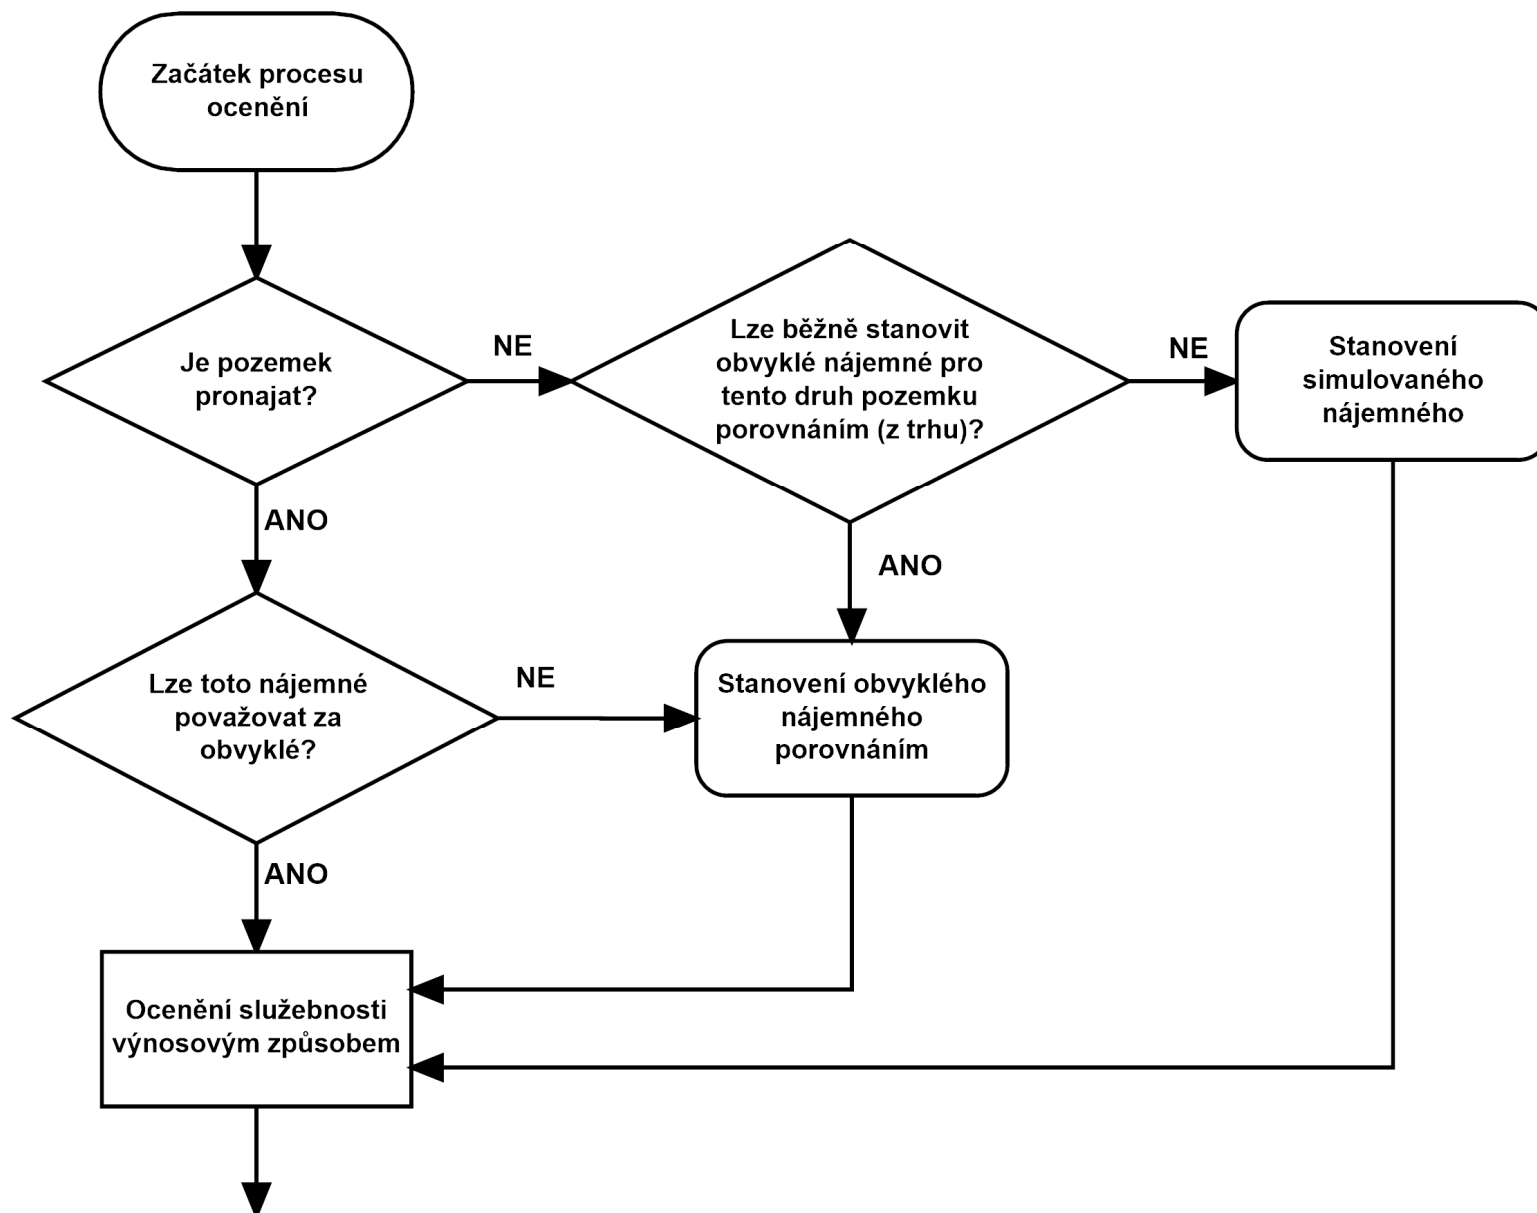 Začátek procesu
ocenění
Je pozemek
pronajat?
NE
Lze běžně stanovit
obvyklé nájemné pro
tento druh pozemku
porovnáním (z trhu)?
NE
Stanovení
simulovaného
nájemného
ANO
ANO
Lze toto nájemné
považovat za
obvyklé?
NE
Stanovení obvyklého
nájemného
porovnáním
ANO
Ocenění služebnosti
výnosovým způsobem